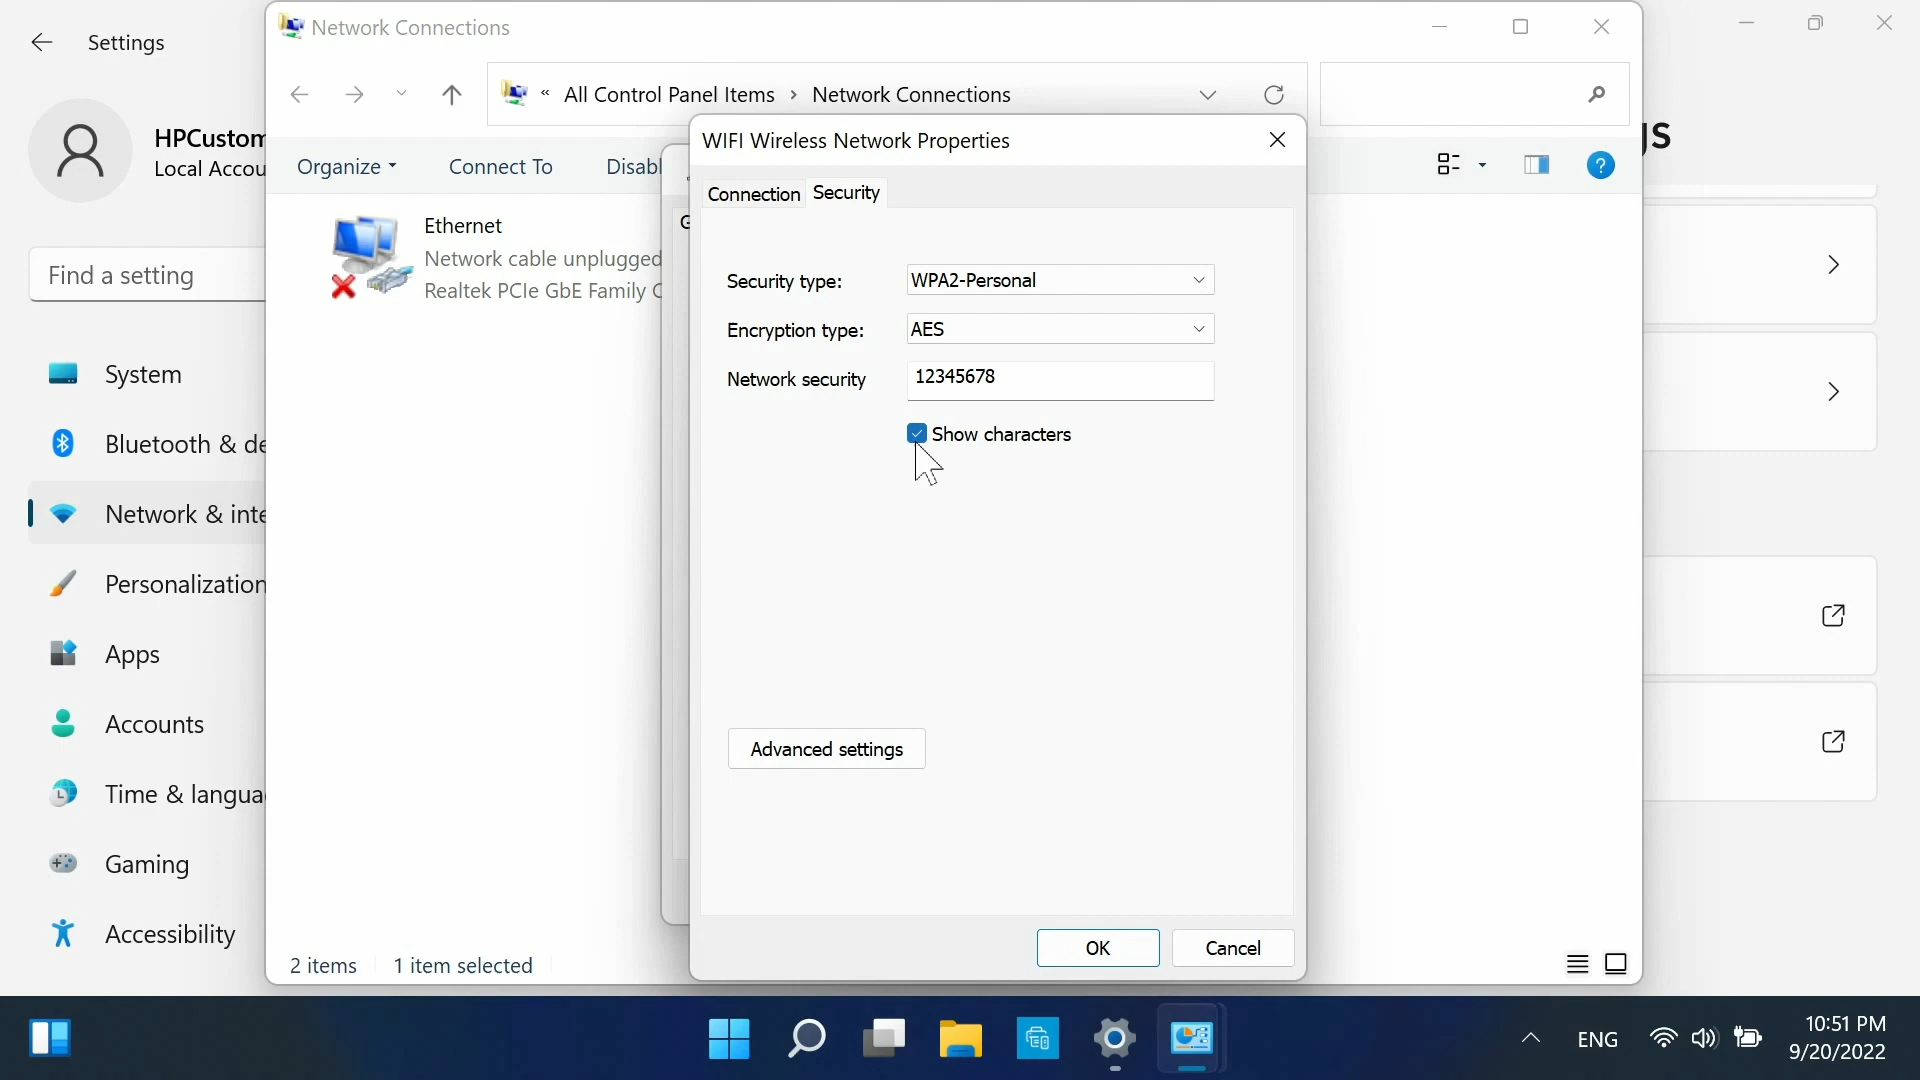 Settings
HPCustom
Local Accou
Find a setting
System
Bluetooth & de
Network & inte
Personalization
Apps
Accounts
Time & langua
Gaming
Accessibility
Network Connections
« All Control Panel Items › Network Connections
Organize
Connect To
Disabl
Ethernet
Network cable unplugged
Realtek PCIe GbE Family C
2 items
1 item selected
WIFI Wireless Network Properties
Connection
Security
Security type:
WPA2-Personal
Encryption type:
AES
Network security
12345678
Show characters
Advanced settings
OK
Cancel
?
gs
G
ENG
10:51 PM
9/20/2022